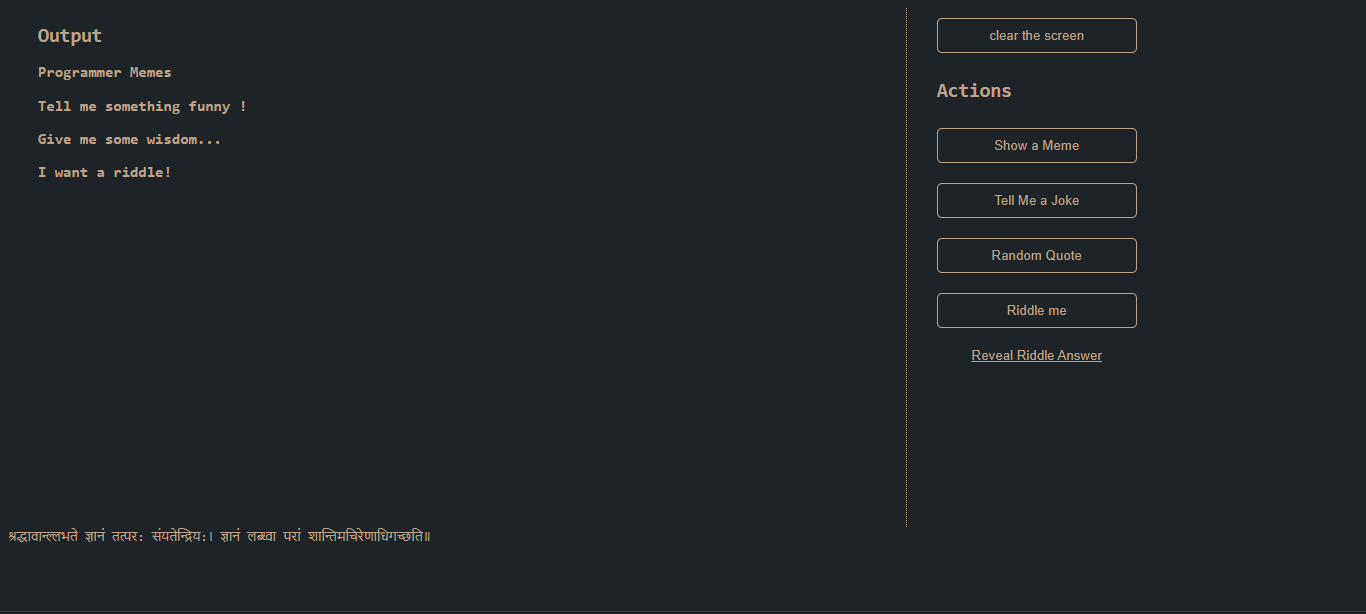 Output
Programmer Memes
Tell me something funny !
Give me some wisdom...
I want a riddle!
clear the screen
Actions
Show a Meme
Tell Me a Joke
Random Quote
Riddle me
Reveal Riddle Answer
श्रद्धावान्ल्लभते ज्ञानं तत्पर: संयतेन्द्रिय:। ज्ञानं लब्ध्वा परां शान्तिमचिरेणाधिगच्छति॥